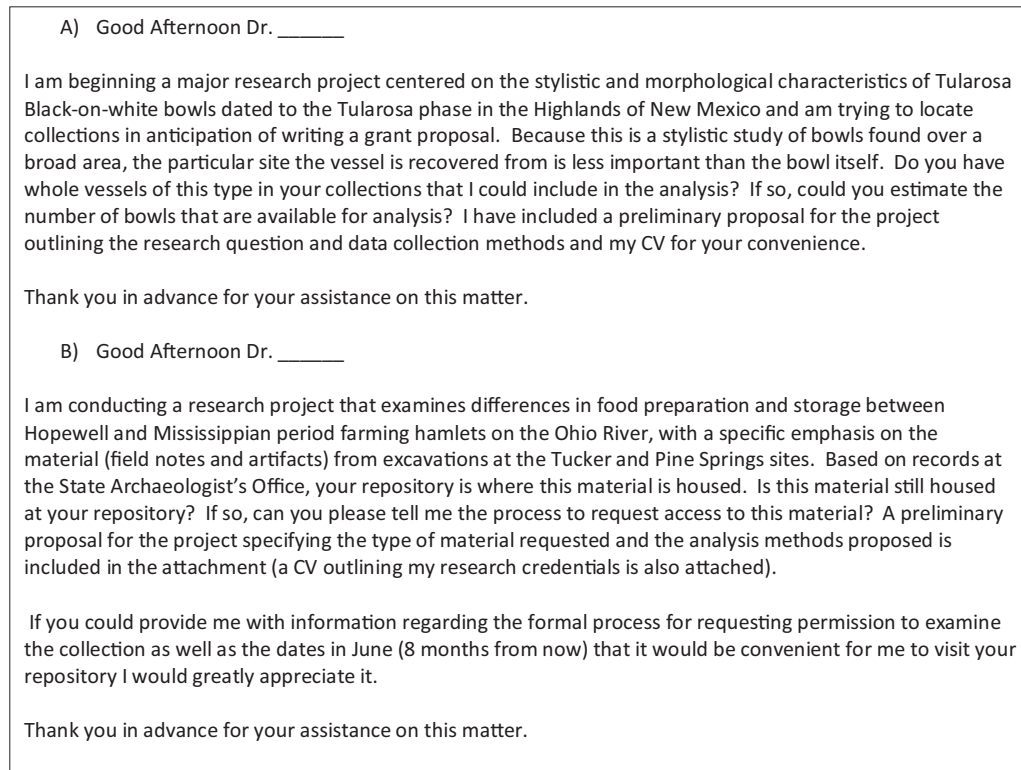 A) Good Afternoon Dr. ______
I am beginning a major research project centered on the stylistic and morphological characteristics of Tularosa
Black-on-white bowls dated to the Tularosa phase in the Highlands of New Mexico and am trying to locate
collections in anticipation of writing a grant proposal.  Because this is a stylistic study of bowls found over a
broad area, the particular site the vessel is recovered from is less important than the bowl itself.  Do you have
whole vessels of this type in your collections that I could include in the analysis?  If so, could you estimate the
number of bowls that are available for analysis?  I have included a preliminary proposal for the project
outlining the research question and data collection methods and my CV for your convenience.
Thank you in advance for your assistance on this matter.
B) Good Afternoon Dr. ______
I am conducting a research project that examines differences in food preparation and storage between
Hopewell and Mississippian period farming hamlets on the Ohio River, with a specific emphasis on the
material (field notes and artifacts) from excavations at the Tucker and Pine Springs sites.  Based on records at
the State Archaeologist's Office, your repository is where this material is housed.  Is this material still housed
at your repository?  If so, can you please tell me the process to request access to this material?  A preliminary
proposal for the project specifying the type of material requested and the analysis methods proposed is
included in the attachment (a CV outlining my research credentials is also attached).
If you could provide me with information regarding the formal process for requesting permission to examine
the collection as well as the dates in June (8 months from now) that it would be convenient for me to visit your
repository I would greatly appreciate it.
Thank you in advance for your assistance on this matter.